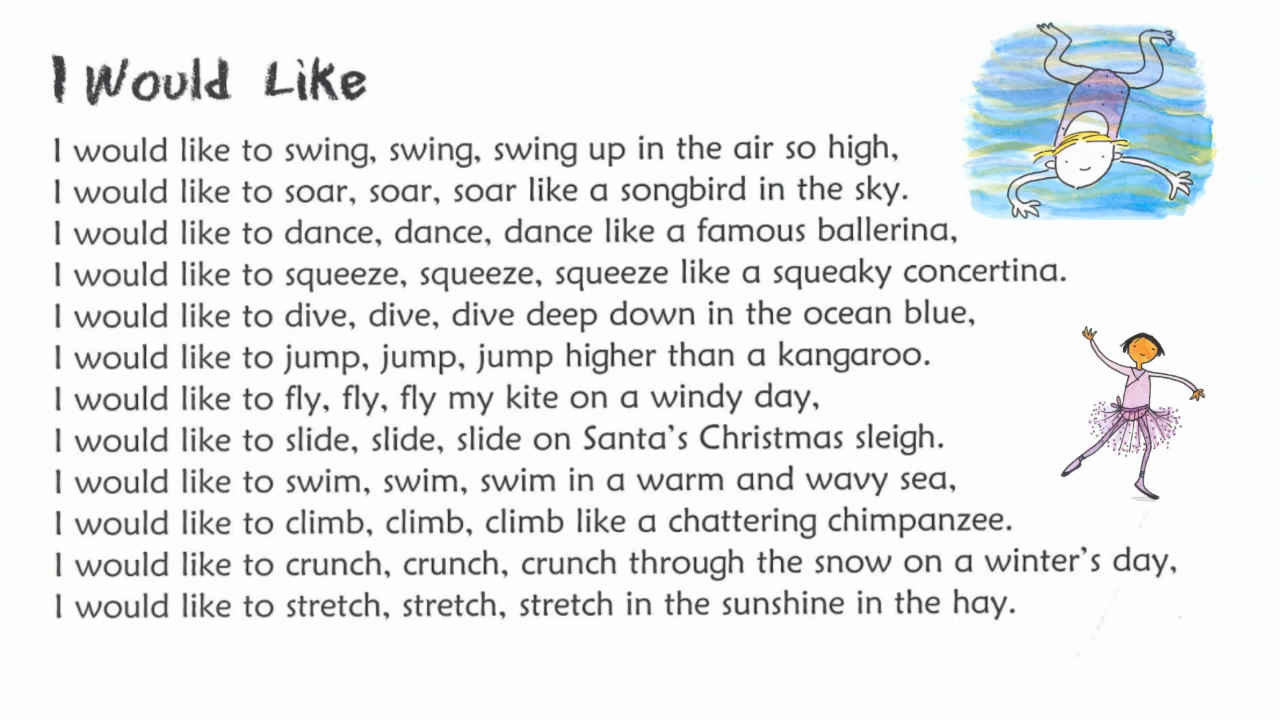 I Would Like
I would like to swing, swing, swing up in the air so high,
I would like to soar, soar, soar like a songbird in the sky.
I would like to dance, dance, dance like a famous ballerina,
I would like to squeeze, squeeze, squeeze like a squeaky concertina.
I would like to dive, dive, dive deep down in the ocean blue,
I would like to jump, jump, jump higher than a kangaroo.
I would like to fly, fly, fly my kite on a windy day,
I would like to slide, slide, slide on Santa's Christmas sleigh.
I would like to swim, swim, swim in a warm and wavy sea,
I would like to climb, climb, climb like a chattering chimpanzee.
I would like to crunch, crunch, crunch through the snow on a winter's day,
I would like to stretch, stretch, stretch in the sunshine in the hay.